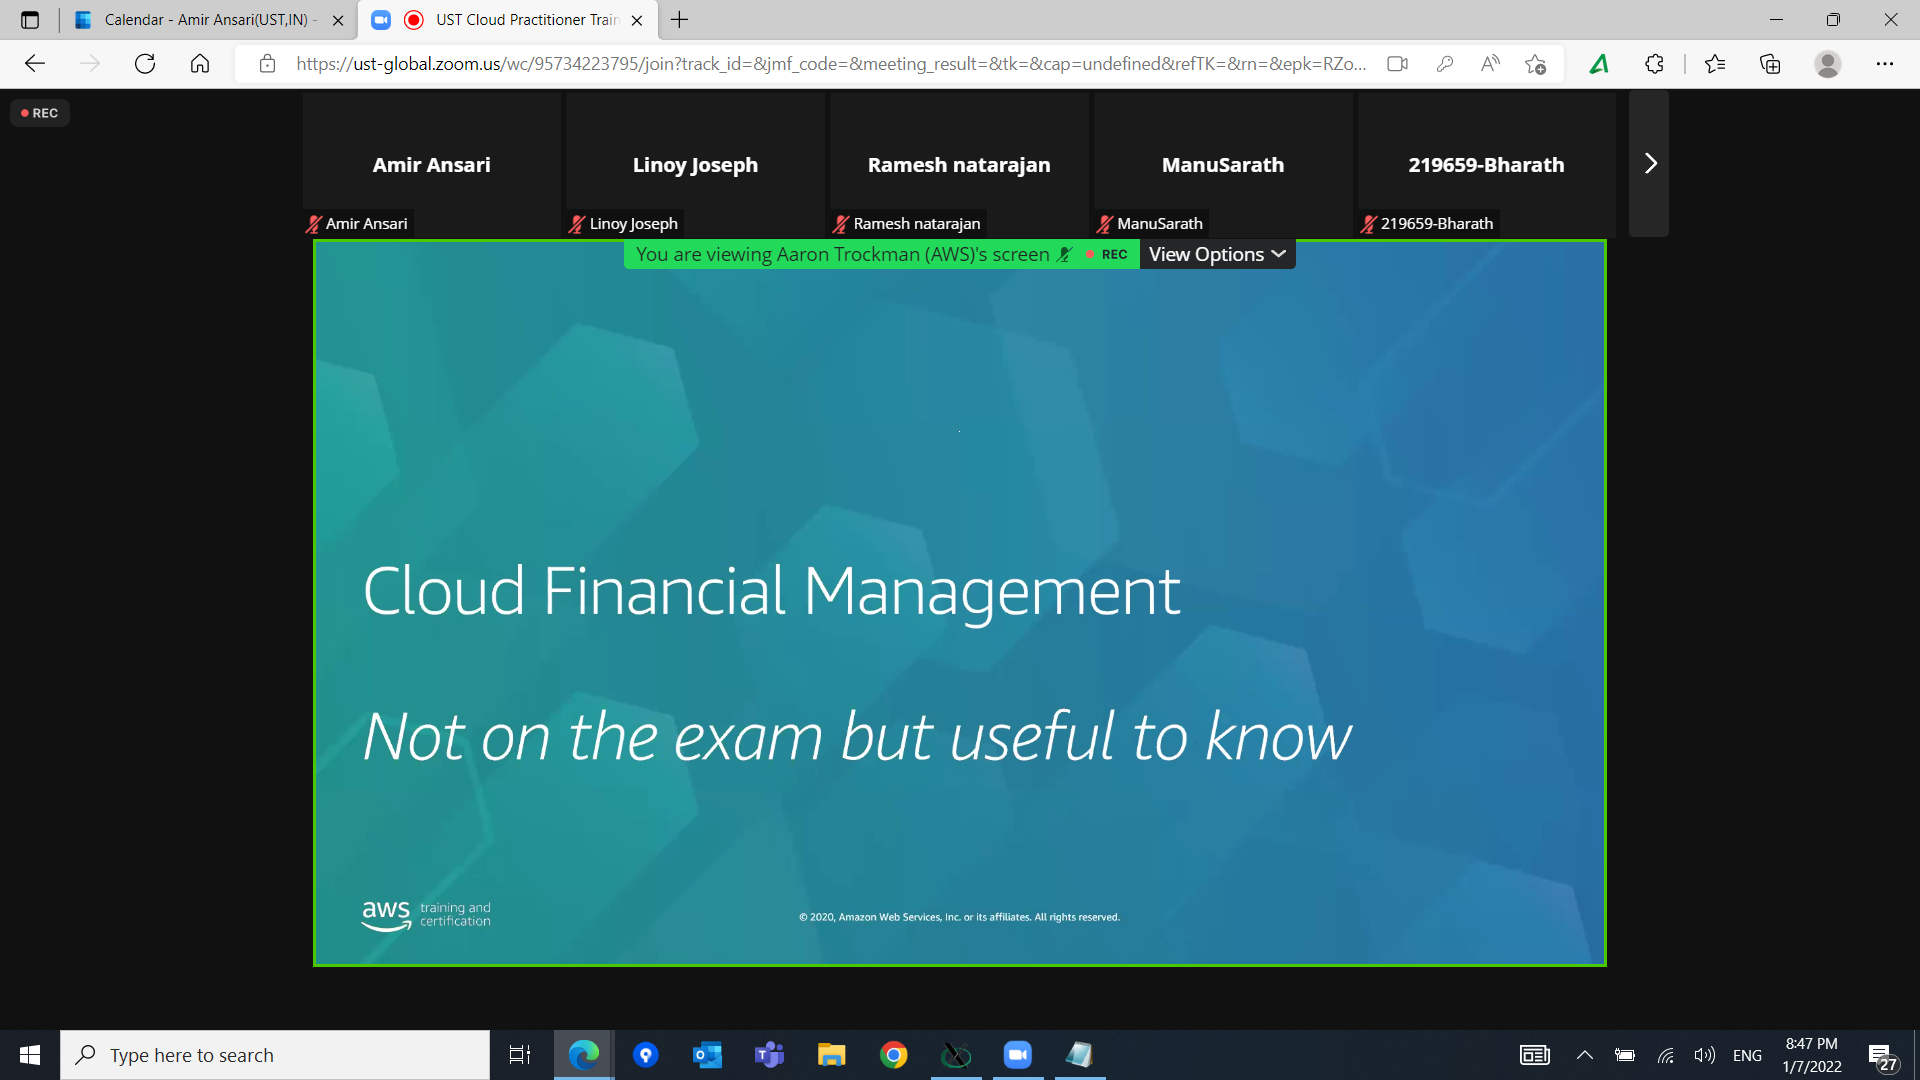 Calendar - Amir Ansari(UST,IN) -
UST Cloud Practitioner Train
https://ust-global.zoom.us/wc/95734223795/join?track_id=&jmf_code=&meeting_result=&tk=&cap=undefined&refTK=&rn=&epk=RZo...
REC
Amir Ansari
Linoy Joseph
Ramesh natarajan
ManuSarath
219659-Bharath
Amir Ansari
Linoy Joseph
Ramesh natarajan
ManuSarath
219659-Bharath
You are viewing Aaron Trockman (AWS)'s screen
REC
View Options
Cloud Financial Management
Not on the exam but useful to know
aws training and
certification
© 2020, Amazon Web Services, Inc. or its affiliates. All rights reserved.
Type here to search
ENG
8:47 PM
1/7/2022
27